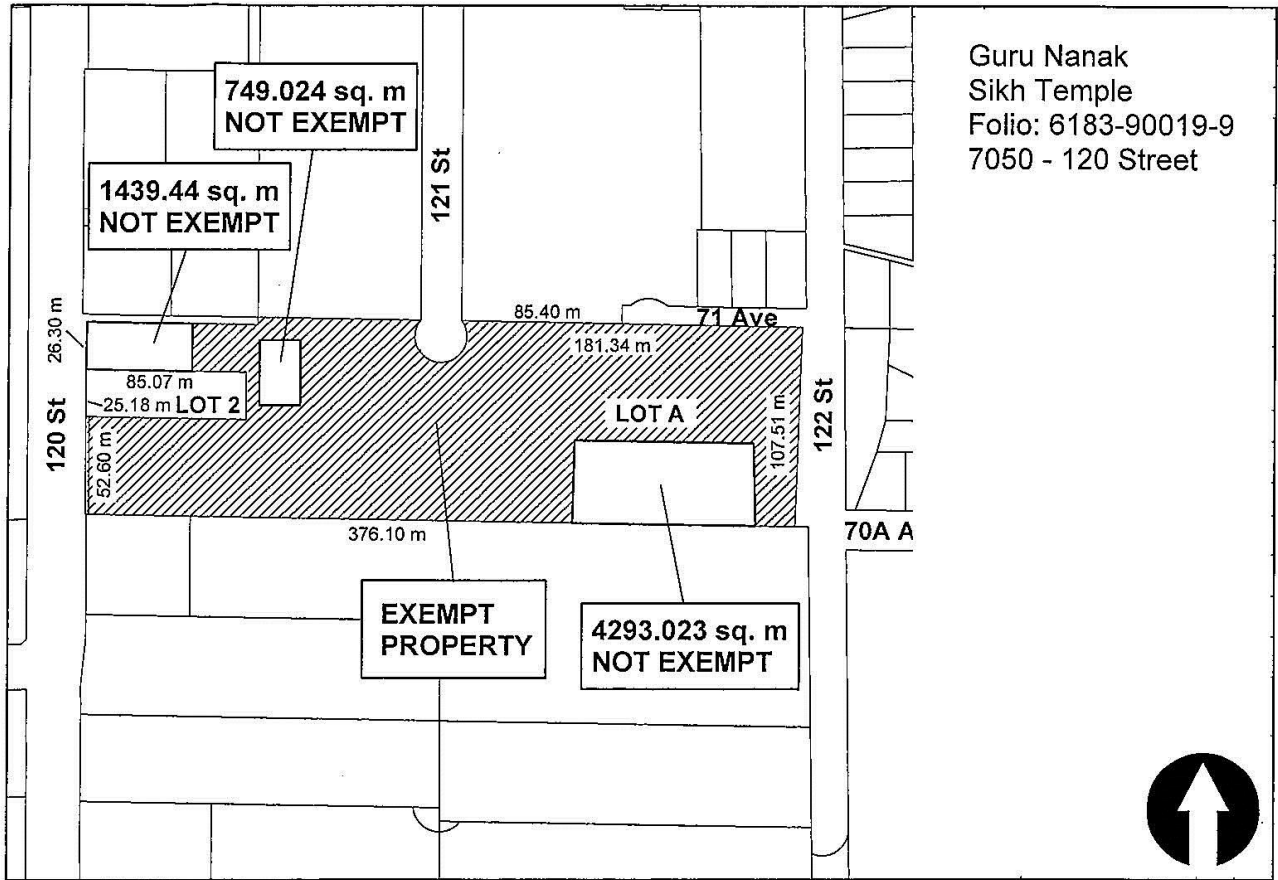 Guru Nanak
Sikh Temple
Folio: 6183-90019-9
7050 - 120 Street
749.024 sq. m
NOT EXEMPT
1439.44 sq. m
NOT EXEMPT
121 St
26.30 m
85.40 m
71 Ave
181.34 m
85.07 m
25.18 m LOT 2
120 St
52.60 m
LOT A
107.51 m
122 St
376.10 m
70A A
EXEMPT
PROPERTY
4293.023 sq. m
NOT EXEMPT